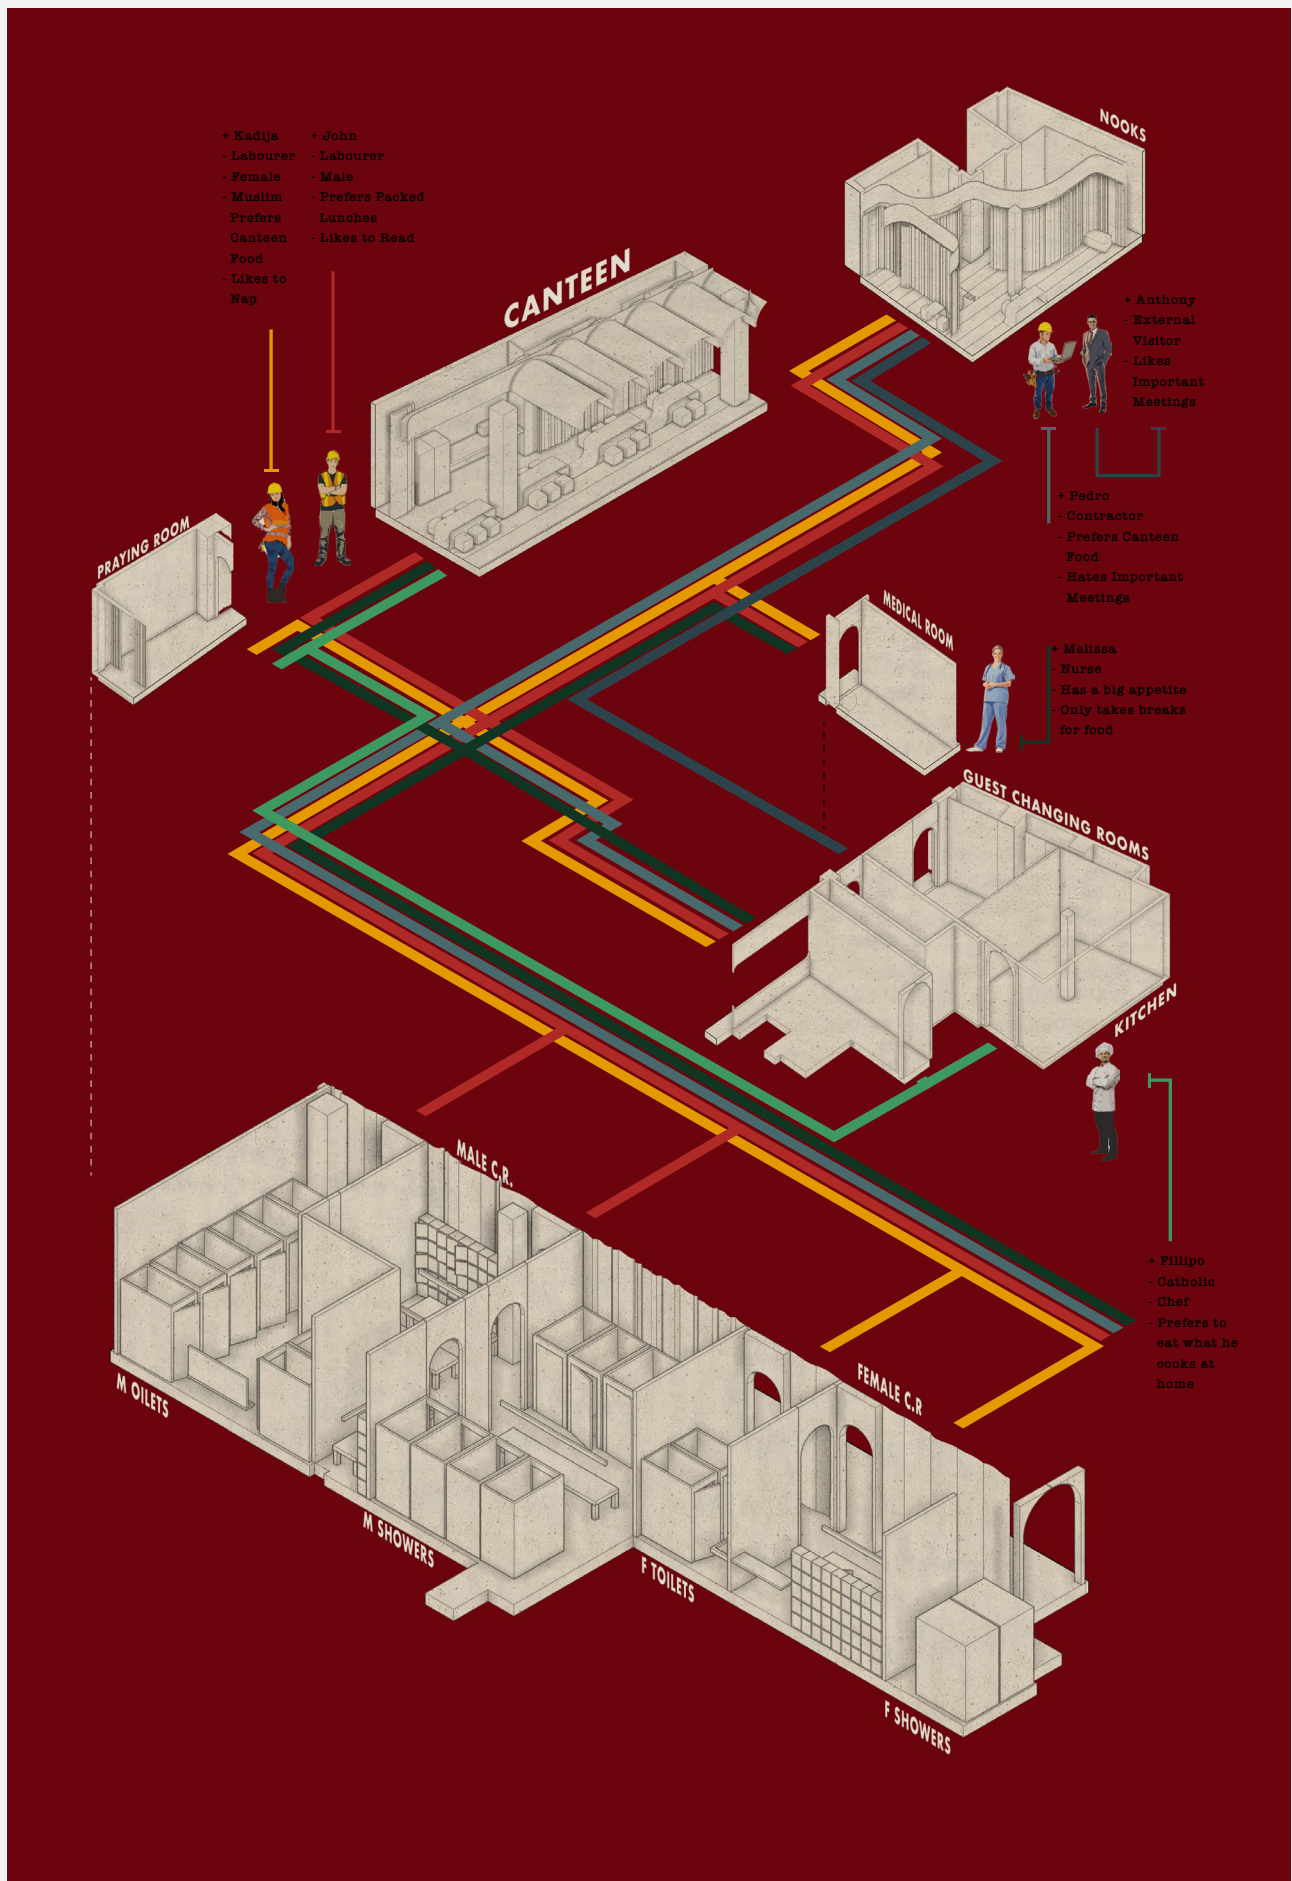 NOOKS
+ Kadija
- Labourer
- Female
- Muslim
Prefers
Canteen
Food
- Likes to
Nap
+ John
- Labourer
- Male
- Prefers Packed
Lunches
- Likes to Read
CANTEEN
+ Anthony
- External
Visitor
- Likes
Important
Meetings
+ Pedro
- Contractor
- Prefers Canteen
Food
- Hates Important
Meetings
PRAYING ROOM
MEDICAL ROOM
+ Melissa
- Nurse
- Has a big appetite
- Only takes breaks
for food
GUEST CHANGING ROOMS
KITCHEN
MALE C.R.
+ Fillipo
- Catholic
- Chef
- Prefers to
eat what he
cooks at
home
M OILETS
FEMALE C.R
M SHOWERS
F TOILETS
F SHOWERS